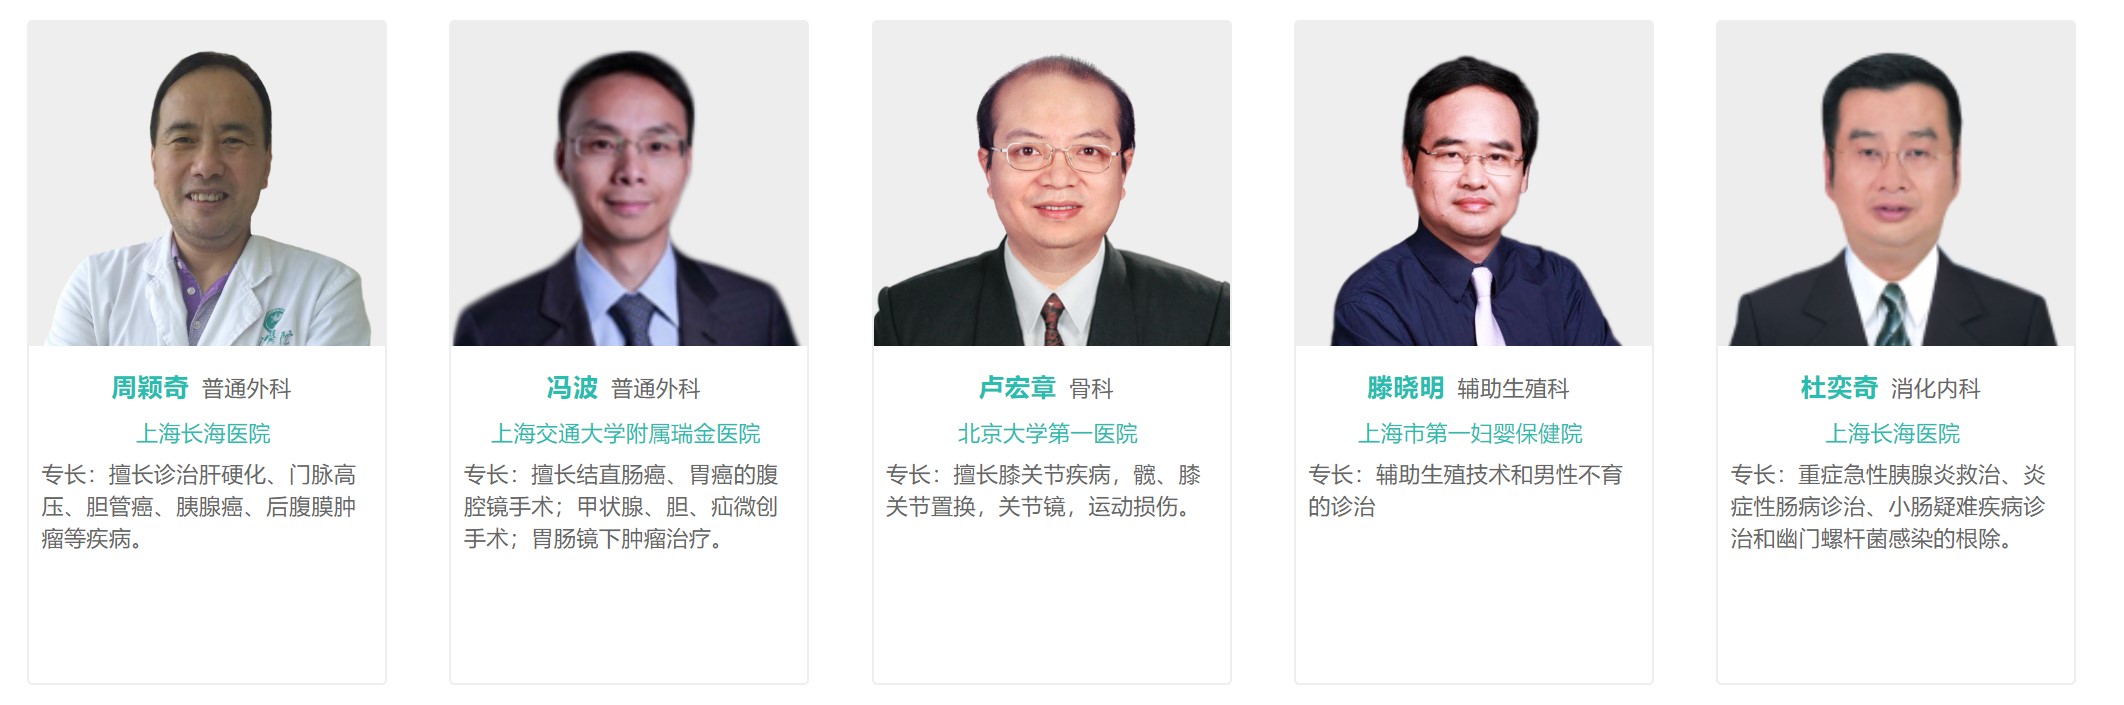 周颖奇 普通外科
上海长海医院
专长：擅长诊治肝硬化、门脉高
压、胆管癌、胰腺癌、后腹膜肿
瘤等疾病。
冯波 普通外科
上海交通大学附属瑞金医院
专长：擅长结直肠癌、胃癌的腹
腔镜手术；甲状腺、胆、疝微创
手术；胃肠镜下肿瘤治疗。
卢宏章 骨科
北京大学第一医院
专长：擅长膝关节疾病，髋、膝
关节置换，关节镜，运动损伤。
滕晓明 辅助生殖科
上海市第一妇婴保健院
专长：辅助生殖技术和男性不育
的诊治
杜奕奇 消化内科
上海长海医院
专长：重症急性胰腺炎救治、炎
症性肠病诊治、小肠疑难疾病诊
治和幽门螺杆菌感染的根除。